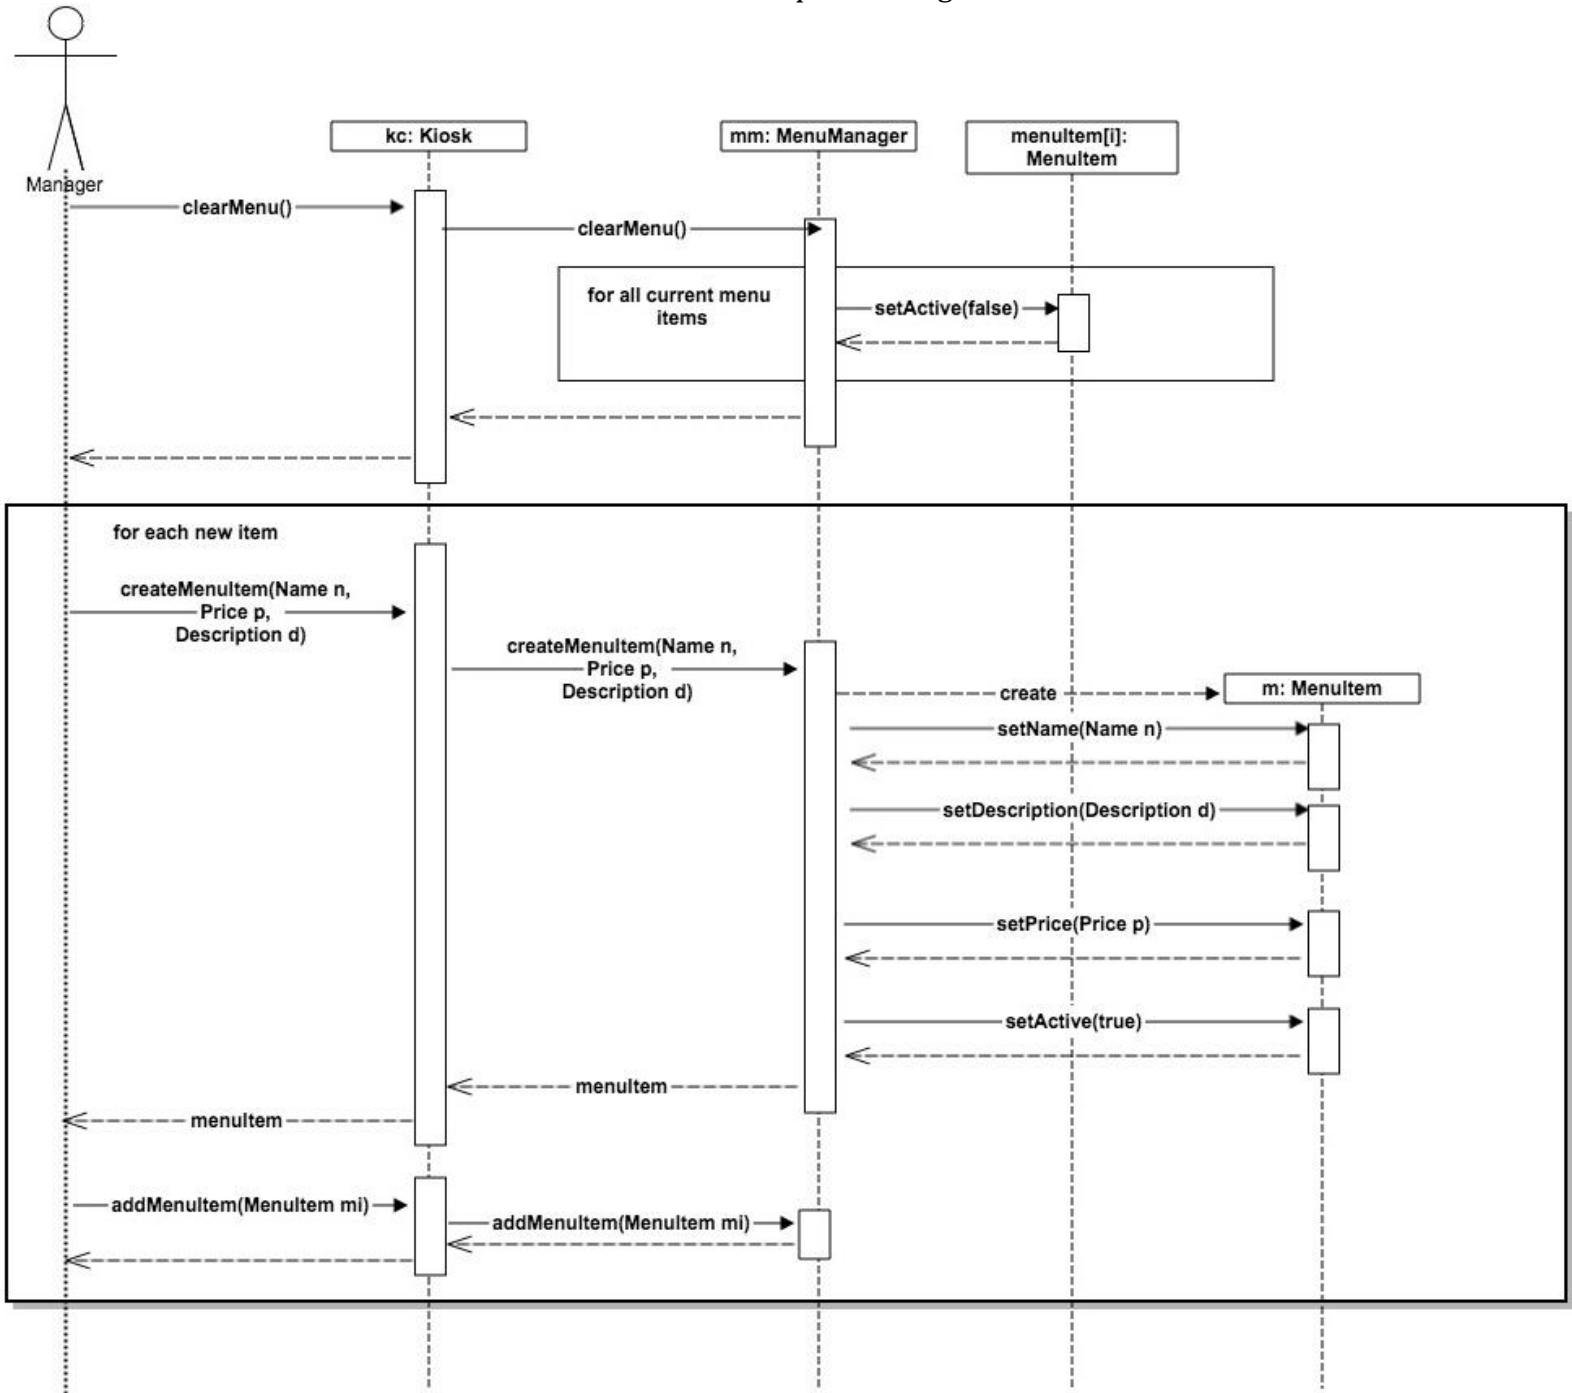 kc: Kiosk
mm: MenuManager
menuItem[i]:
MenuItem
Manager
clearMenu()
clearMenu()
for all current menu
items
setActive(false)
for each new item
createMenuItem(Name n,
Price p,
Description d)
createMenuItem(Name n,
Price p,
Description d)
create
m: MenuItem
setName(Name n)
setDescription(Description d)
setPrice(Price p)
setActive(true)
menuItem
menuItem
addMenuItem(MenuItem mi)
addMenuItem(MenuItem mi)